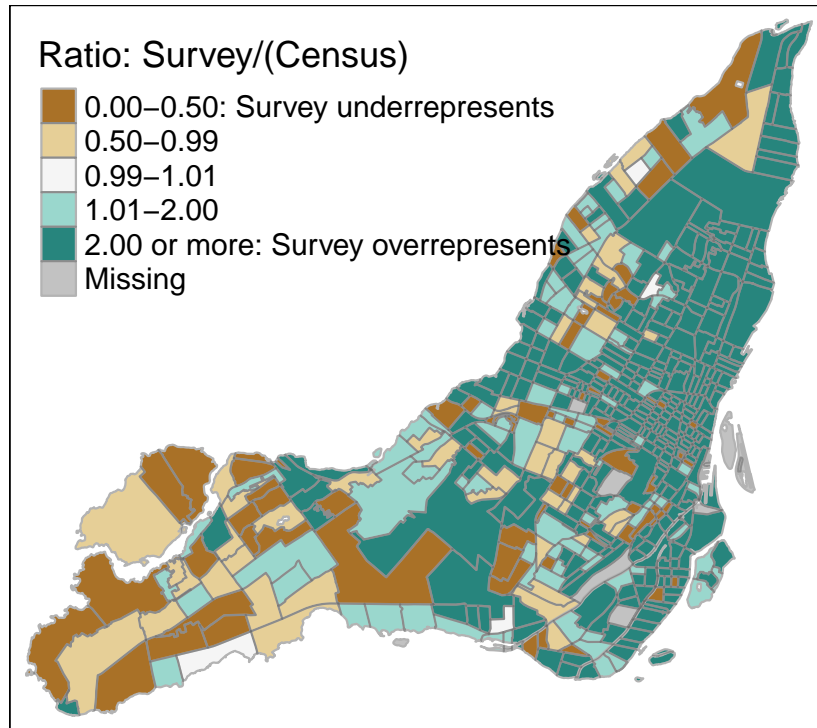 Ratio: Survey/(Census)
0.00−0.50: Survey underrepresents
0.50−0.99
0.99−1.01
1.01−2.00
2.00 or more: Survey overrepresents
Missing